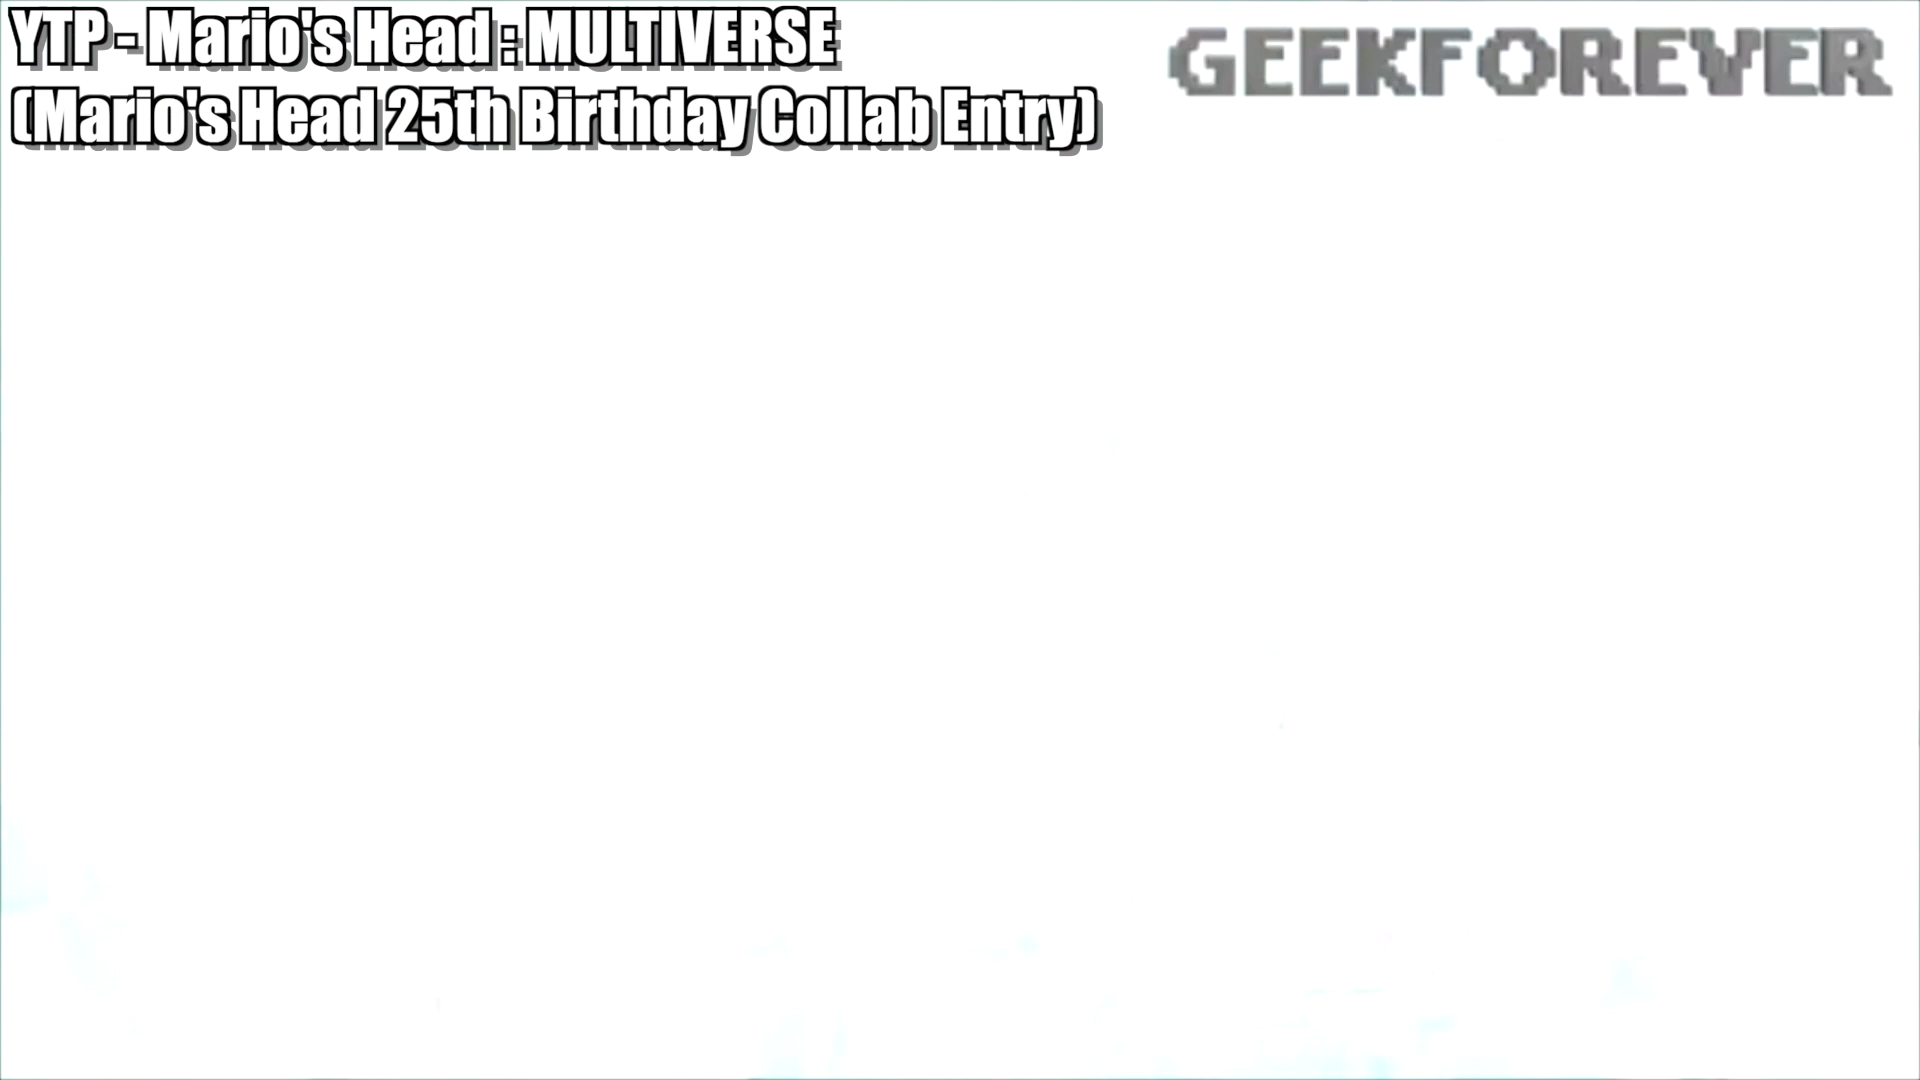 YTP - Mario's Head : MULTIVERSE
(Mario's Head 25th Birthday Collab Entry)
GEEKFOREVER